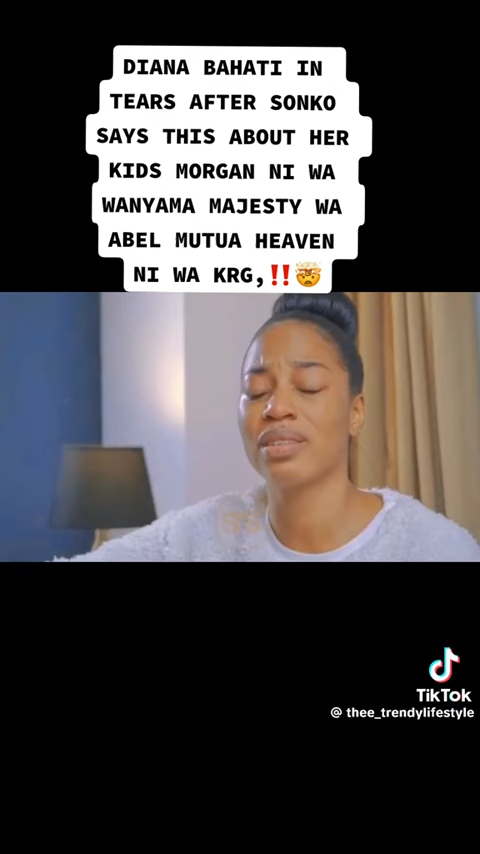 DIANA BAHATI IN
TEARS AFTER SONKO
SAYS THIS ABOUT HER
KIDS MORGAN NI WA
WANYAMA MAJESTY WA
ABEL MUTUA HEAVEN
NI WA KRG,‼️🤯
TikTok
@ thee_trendylifestyle